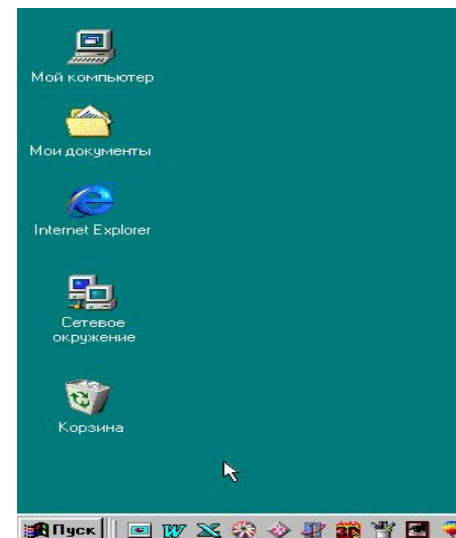 Мой компьютер
Мои документы
Internet Explorer
Сетевое
окружение
Корзина
Пуск